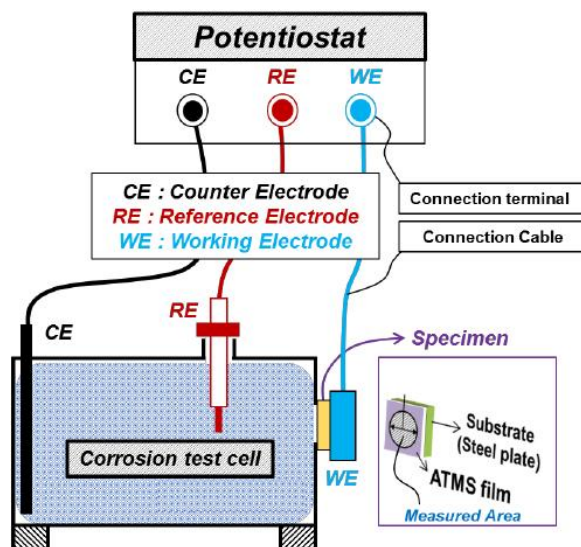 Potentiostat
CE RE WE
CE : Counter Electrode
RE : Reference Electrode
WE : Working Electrode
Connection terminal
Connection Cable
RE
CE
Specimen
Corrosion test cell
WE
Substrate
(Steel plate)
ATMS film
Measured Area